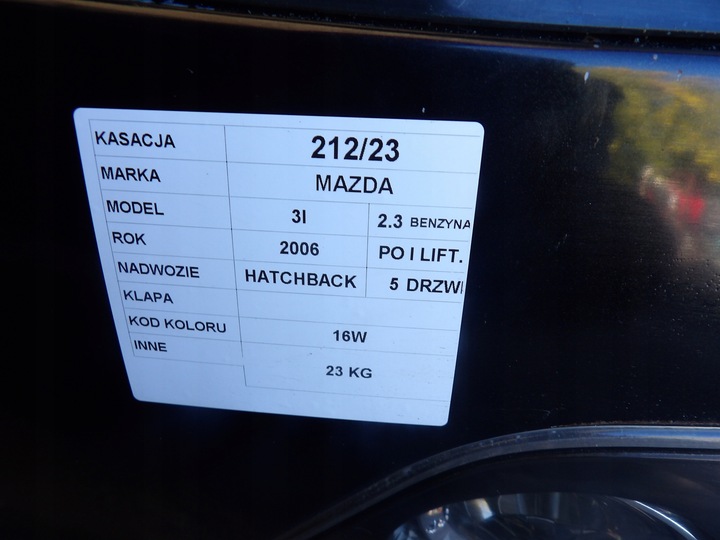 KASACJA 212/23
MARKA MAZDA
MODEL 3I 2.3 BENZYNA
ROK 2006 PO I LIFT.
NADWOZIE HATCHBACK 5 DRZWI
KLAPA
KOD KOLORU 16W
INNE 23 KG